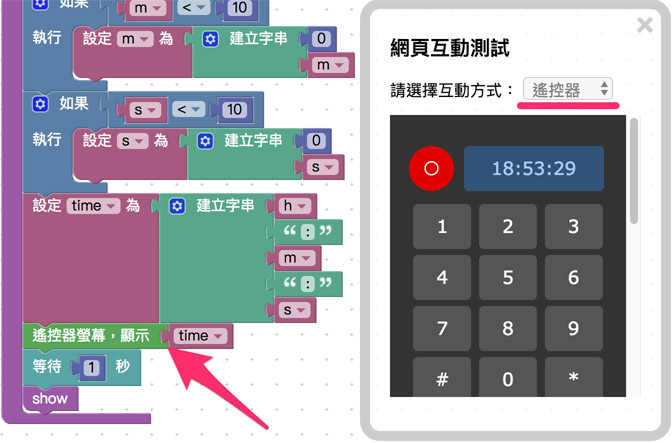 如果 m < 10
執行 設定 m 為 建立字串 0
m
如果 s < 10
執行 設定 s 為 建立字串 0
s
設定 time 為 建立字串 h
“ : ”
m
“ : ”
s
遙控器螢幕，顯示 time
等待 1 秒
show
×
網頁互動測試
請選擇互動方式： 遙控器
18:53:29
1 2 3
4 5 6
7 8 9
# 0 *